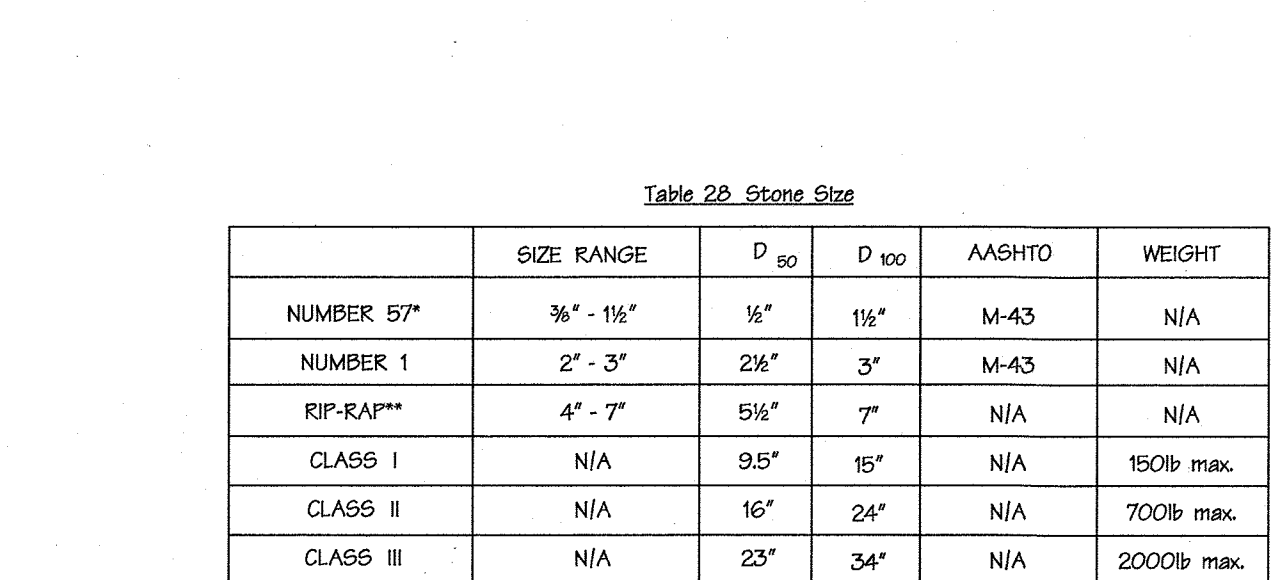 Table 28 Stone Size
SIZE RANGE D 50 D 100 AASHTO WEIGHT
NUMBER 57* ⅜" - 1½" ½" 1½" M-43 N/A
NUMBER 1 2" - 3" 2½" 3" M-43 N/A
RIP-RAP** 4" - 7" 5½" 7" N/A N/A
CLASS I N/A 9.5" 15" N/A 150lb max.
CLASS II N/A 16" 24" N/A 700lb max.
CLASS III N/A 23" 34" N/A 2000lb max.